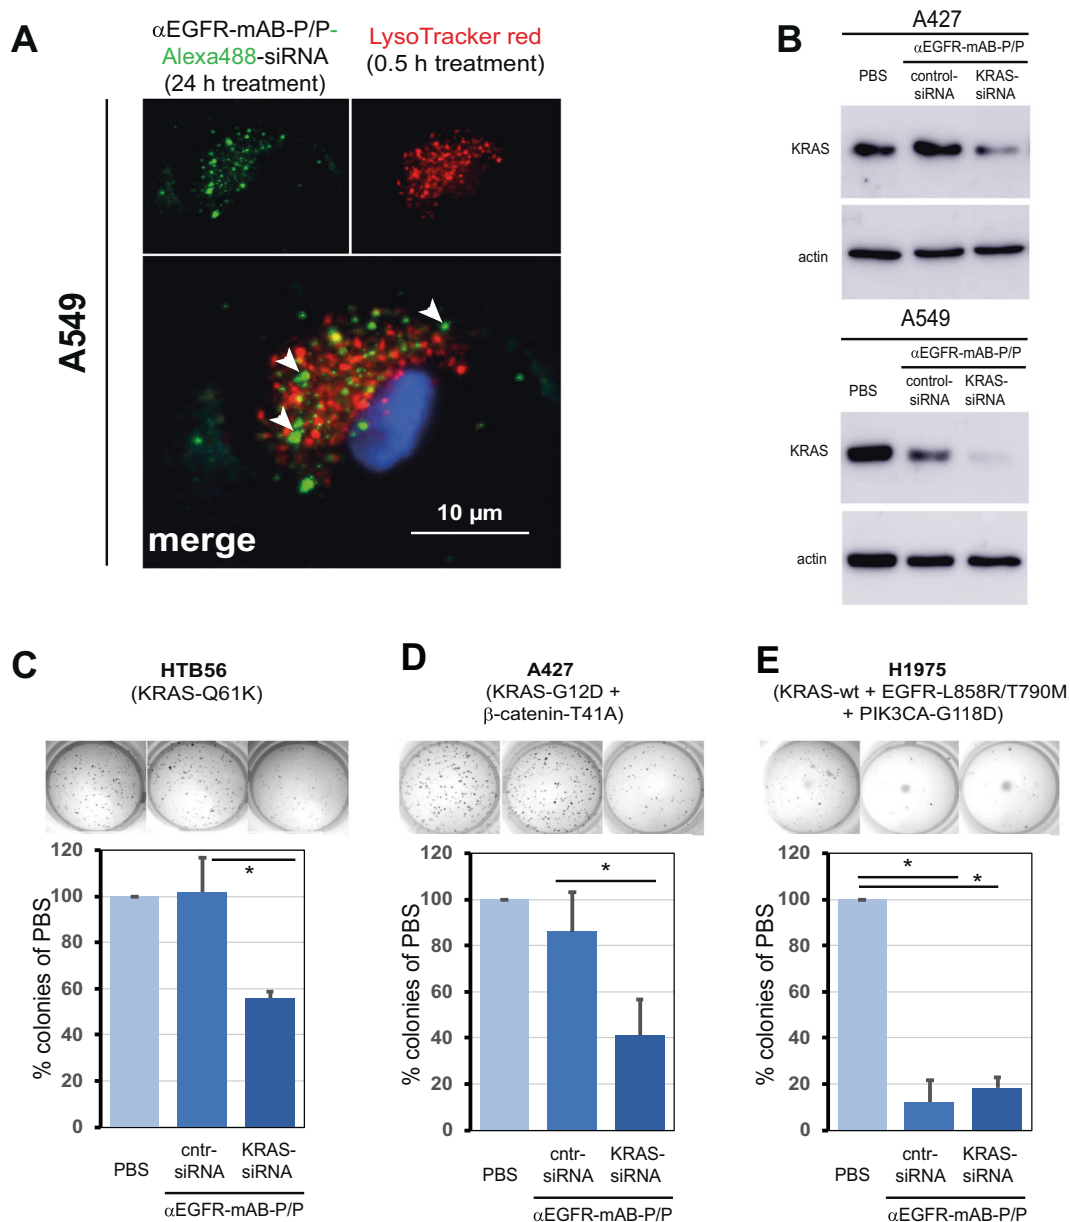 A
αEGFR-mAB-P/P-
Alexa488-siRNA
(24 h treatment)
LysoTracker red
(0.5 h treatment)
A549
merge
10 µm
B
A427
αEGFR-mAB-P/P
PBS
control-
siRNA
KRAS-
siRNA
KRAS
actin
A549
αEGFR-mAB-P/P
PBS
control-
siRNA
KRAS-
siRNA
KRAS
actin
C
HTB56
(KRAS-Q61K)
% colonies of PBS
120
100
80
60
40
20
0
*
PBS
cntr-
siRNA
KRAS-
siRNA
αEGFR-mAB-P/P
D
A427
(KRAS-G12D +
β-catenin-T41A)
% colonies of PBS
120
100
80
60
40
20
0
*
PBS
cntr-
siRNA
KRAS-
siRNA
αEGFR-mAB-P/P
E
H1975
(KRAS-wt + EGFR-L858R/T790M
+ PIK3CA-G118D)
% colonies of PBS
120
100
80
60
40
20
0
*
*
PBS
cntr-
siRNA
KRAS-
siRNA
αEGFR-mAB-P/P